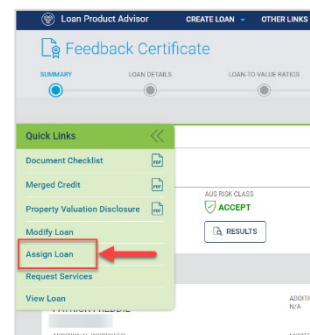 Loan Product Advisor CREATE LOAN OTHER LINKS
Feedback Certificate
SUMMARY LOAN DETAILS LOAN-TO-VALUE RATIOS
Quick Links
Document Checklist PDF
Merged Credit PDF
Property Valuation Disclosure PDF
AUS RISK CLASS
ACCEPT
Modify Loan
RESULTS
Assign Loan
Request Services
View Loan
N/A